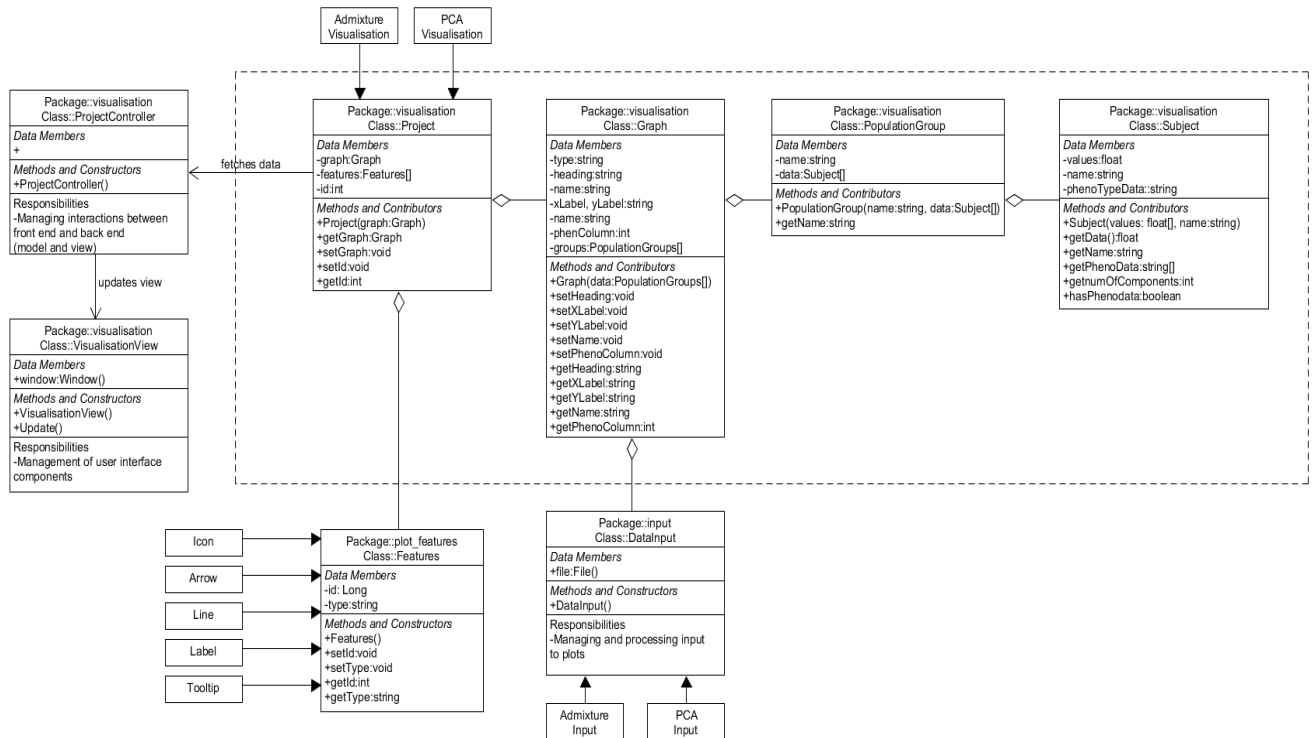 Admixture
Visualisation
PCA
Visualisation
Package::visualisation
Class::ProjectController
Data Members
+
Methods and Constructors
+ProjectController()
Responsibilities
-Managing interactions between
front end and back end
(model and view)
fetches data
updates view
Package::visualisation
Class::VisualisationView
Data Members
+window:Window()
Methods and Constructors
+VisualisationView()
+Update()
Responsibilities
-Management of user interface
components
Package::visualisation
Class::Project
Data Members
-graph:Graph
-features:Features[]
-id:int
Methods and Contributors
+Project(graph:Graph)
+getGraph:Graph
+setGraph:void
+setId:void
+getId:int
Package::visualisation
Class::Graph
Data Members
-type:string
-heading:string
-name:string
-xLabel, yLabel:string
-name:string
-phenColumn:int
-groups:PopulationGroups[]
Methods and Contributors
+Graph(data:PopulationGroups[])
+setHeading:void
+setXLabel:void
+setYLabel:void
+setName:void
+setPhenoColumn:void
+getHeading:string
+getXLabel:string
+getYLabel:string
+getName:string
+getPhenoColumn:int
Package::visualisation
Class::PopulationGroup
Data Members
-name:string
-data:Subject[]
Methods and Contributors
+PopulationGroup(name:string, data:Subject[])
+getName:string
Package::visualisation
Class::Subject
Data Members
-values:float
-name:string
-phenoTypeData::string
Methods and Contributors
+Subject(values: float[], name:string)
+getData():float
+getName:string
+getPhenoData:string[]
+getnumOfComponents:int
+hasPhenodata:boolean
Icon
Arrow
Line
Label
Tooltip
Package::plot_features
Class::Features
Data Members
-id: Long
-type:string
Methods and Constructors
+Features()
+setId:void
+setType:void
+getId:int
+getType:string
Package::input
Class::DataInput
Data Members
+file:File()
Methods and Constructors
+DataInput()
Responsibilities
-Managing and processing input
to plots
Admixture
Input
PCA
Input